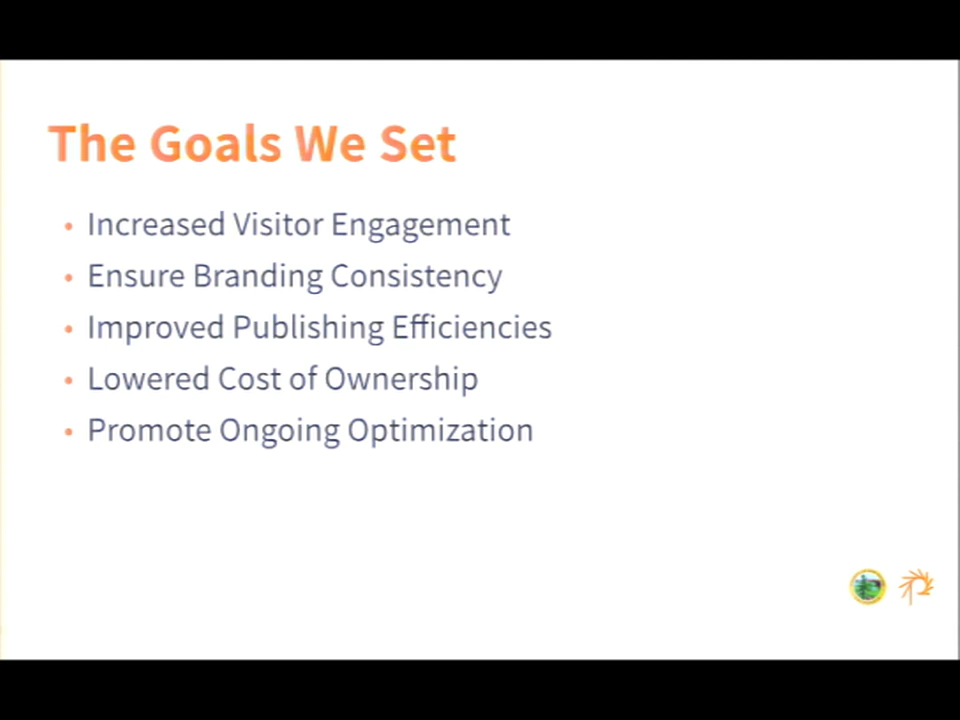 The Goals We Set
• Increased Visitor Engagement
• Ensure Branding Consistency
• Improved Publishing Efficiencies
• Lowered Cost of Ownership
• Promote Ongoing Optimization